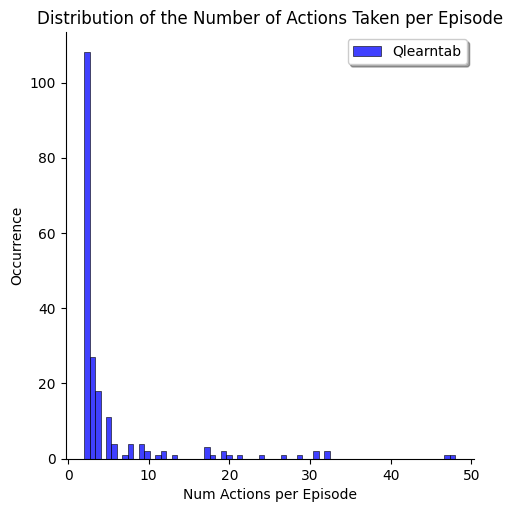 Distribution of the Number of Actions Taken per Episode
Qlearntab
100
80
60
40
20
0
Occurrence
0 10 20 30 40 50
Num Actions per Episode